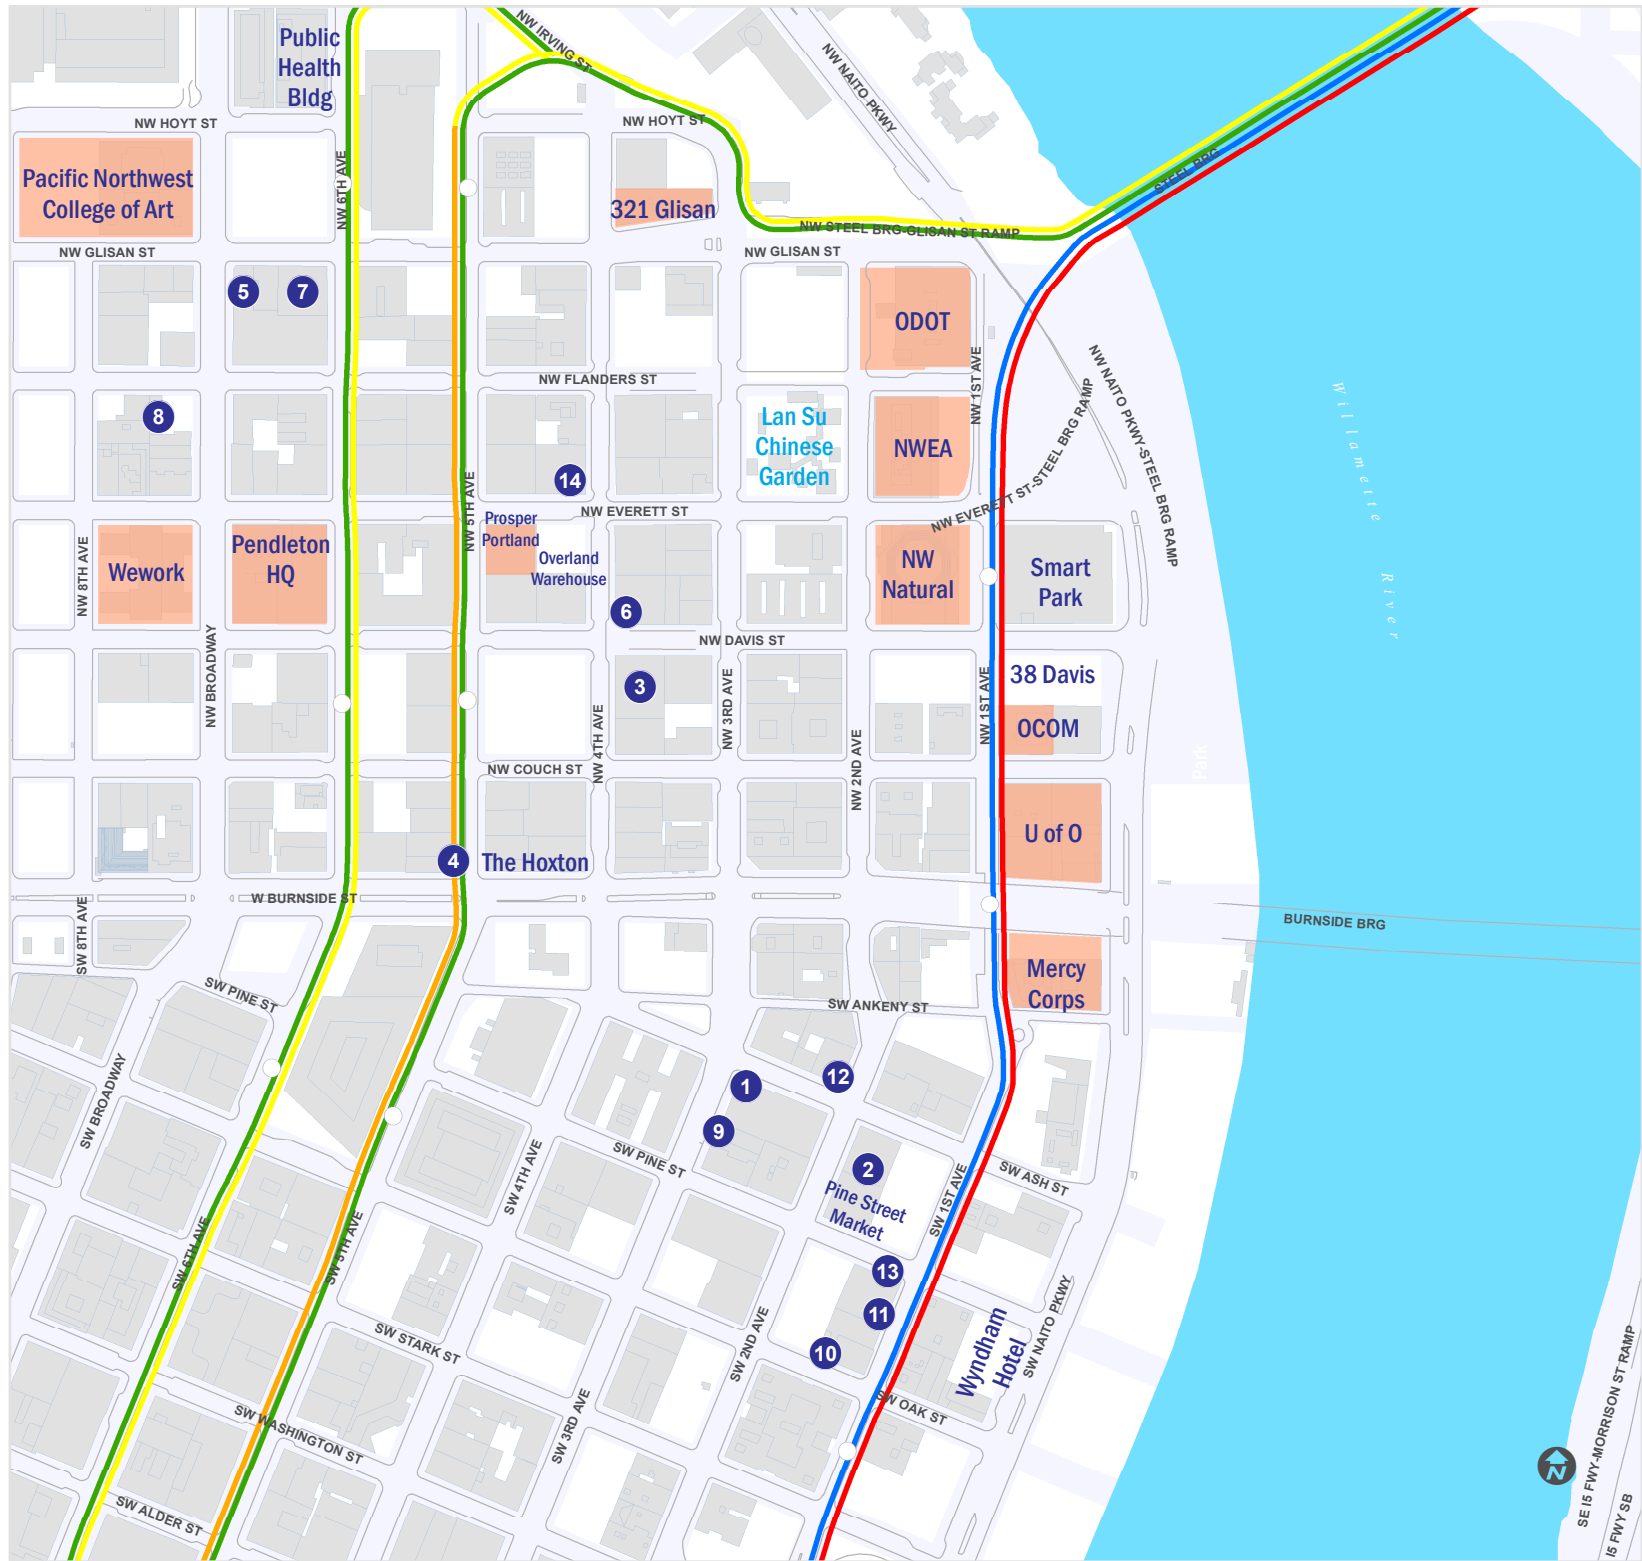 NW IRVING ST
Public
Health
Bldg
NW NAITO PKWY
NW HOYT ST
NW HOYT ST
STEEL BRG
Pacific Northwest
College of Art
NW 6TH AVE
321 Glisan
NW STEEL BRG-GLISAN ST RAMP
NW GLISAN ST
NW GLISAN ST
5
7
ODOT
NW 1ST AVE
NW NAITO PKWY-STEEL BRG RAMP
NW FLANDERS ST
8
Lan Su
Chinese
Garden
NWEA
NW EVERETT ST-STEEL BRG RAMP
Willamette River
14
NW 5TH AVE
NW EVERETT ST
Prosper
Portland
Overland
Warehouse
NW 8TH AVE
Wework
Pendleton
HQ
NW
Natural
Smart
Park
6
NW DAVIS ST
NW BROADWAY
3
NW 3RD AVE
NW 1ST AVE
38 Davis
OCOM
NW 4TH AVE
NW 2ND AVE
NW COUCH ST
Park
U of O
4
The Hoxton
W BURNSIDE ST
BURNSIDE BRG
SW 8TH AVE
Mercy
Corps
SW PINE ST
SW ANKENY ST
SW BROADWAY
1
12
9
SW PINE ST
SW 4TH AVE
2
Pine Street
Market
SW 1ST AVE
SW ASH ST
SW 6TH AVE
SW 5TH AVE
13
11
10
SW STARK ST
SW 2ND AVE
Wyndham
Hotel
SW NAITO PKWY
SW OAK ST
SW WASHINGTON ST
SW 3RD AVE
SW ALDER ST
N
SE I5 FWY-MORRISON ST RAMP
I5 FWY SB